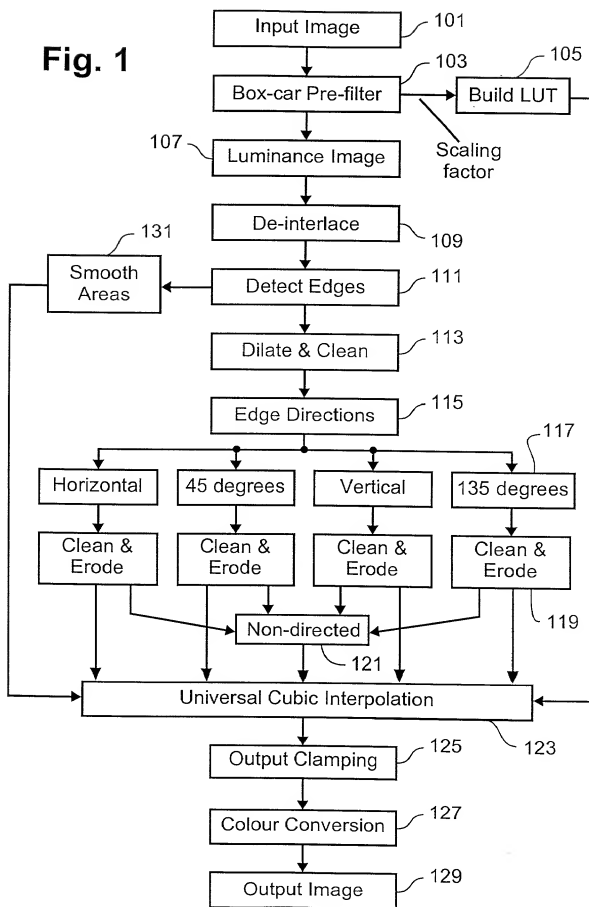 Fig. 1
Input Image
101
Box-car Pre-filter
103
Build LUT
105
Scaling
factor
107
Luminance Image
De-interlace
109
131
Smooth
Areas
Detect Edges
111
Dilate & Clean
113
Edge Directions
115
117
Horizontal
45 degrees
Vertical
135 degrees
Clean &
Erode
Clean &
Erode
Clean &
Erode
Clean &
Erode
119
Non-directed
121
Universal Cubic Interpolation
123
Output Clamping
125
Colour Conversion
127
Output Image
129